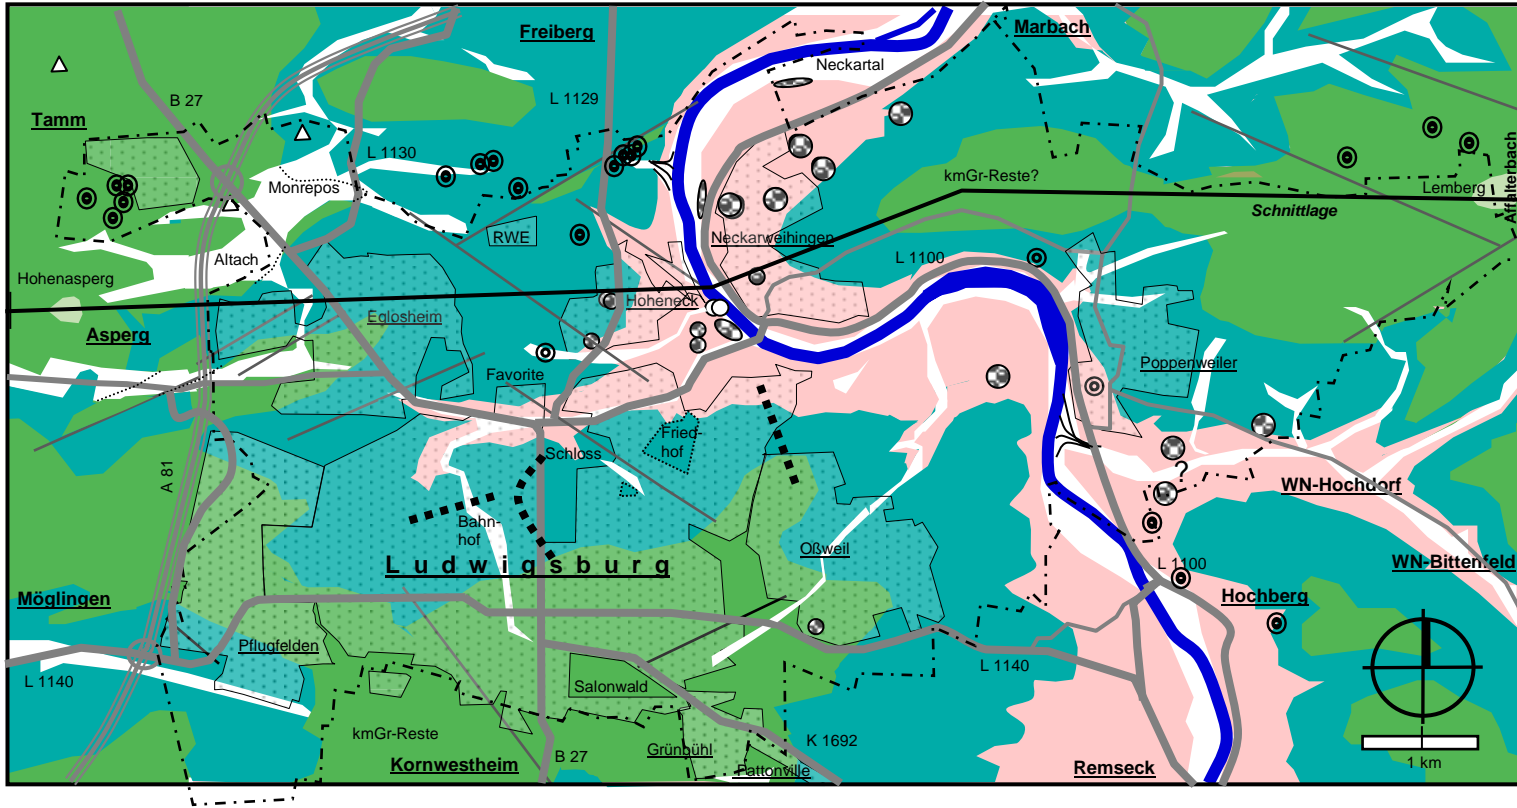 Freiberg
Marbach
Neckartal
B 27
L 1129
Tamm
L 1130
Monrepos
kmGr-Reste?
Lemberg
Affalterbach
Schnittlage
RWE
Neckarweihingen
Altach
L 1100
Hohenasperg
Hoheneck
Eglosheim
Asperg
Favorite
Poppenweiler
Fried-
hof
Schloss
A 81
?
WN-Hochdorf
Bahn-
hof
Oßweil
Ludwigsburg
L 1100
WN-Bittenfeld
Möglingen
Hochberg
Pflugfelden
L 1140
L 1140
Salonwald
kmGr-Reste
K 1692
Grünbühl
B 27
Kornwestheim
Pattonville
Remseck
1 km